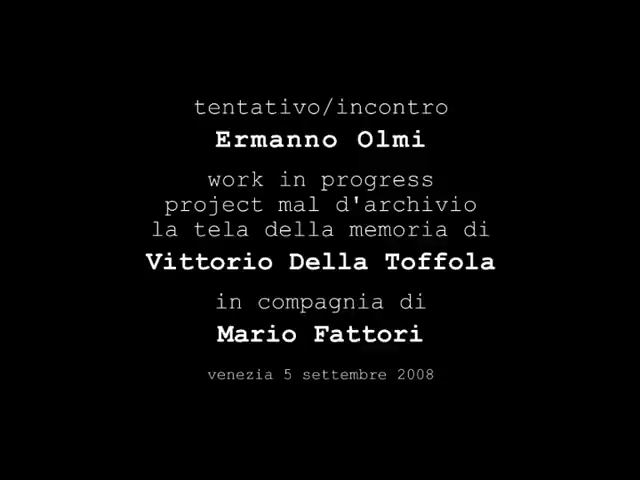 tentativo/incontro
Ermanno Olmi
work in progress
project mal d'archivio
la tela della memoria di
Vittorio Della Toffola
in compagnia di
Mario Fattori
venezia 5 settembre 2008